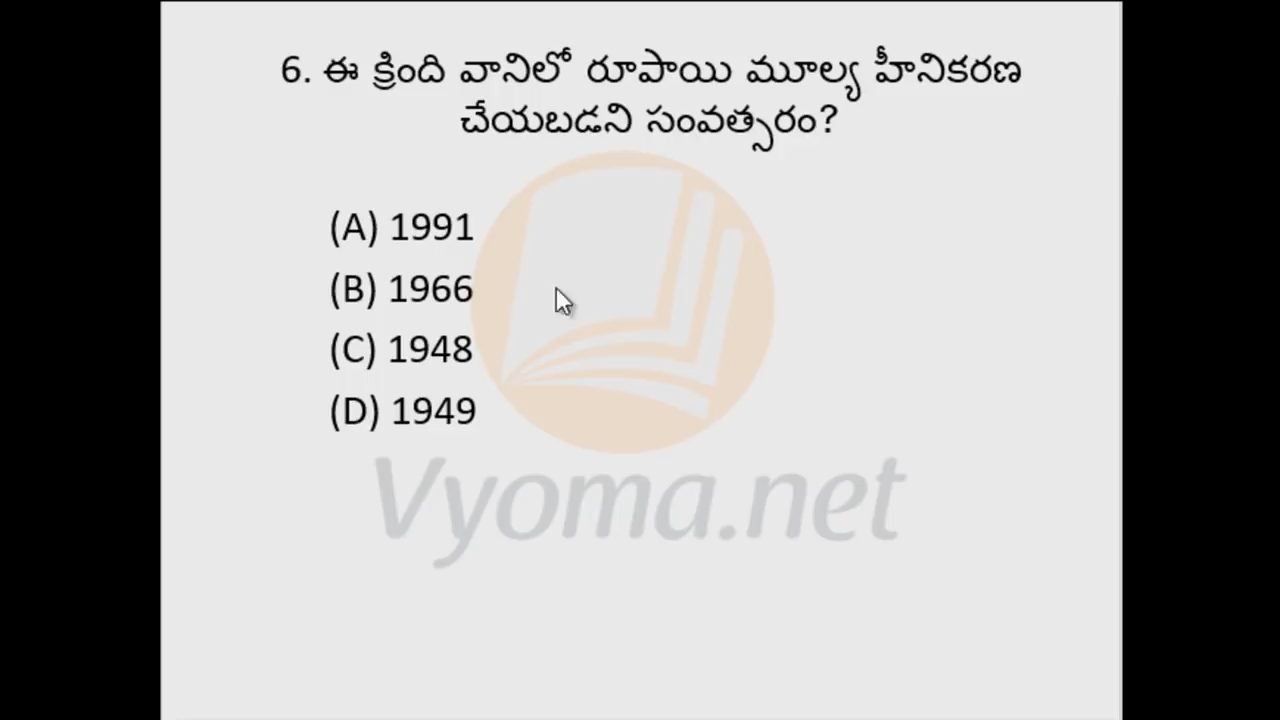 6. ఈ క్రింది వానిలో రూపాయి మూల్య హీనికరణ
చేయబడని సంవత్సరం?
(A) 1991
(B) 1966
(C) 1948
(D) 1949
Vyoma.net